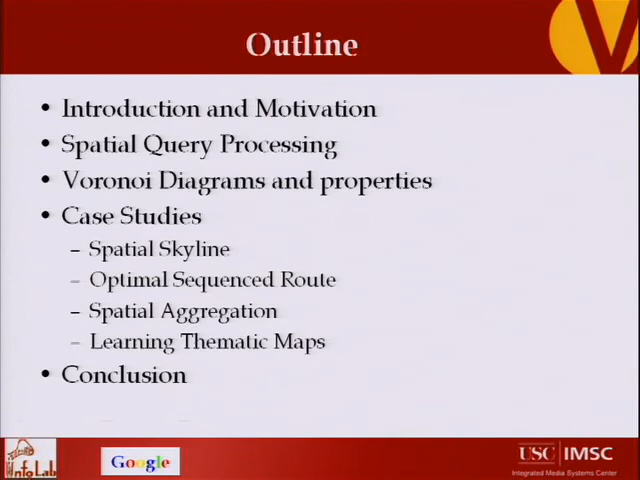 Outline
• Introduction and Motivation
• Spatial Query Processing
• Voronoi Diagrams and properties
• Case Studies
– Spatial Skyline
– Optimal Sequenced Route
– Spatial Aggregation
– Learning Thematic Maps
• Conclusion
InfoLab
Google
USC IMSC
Integrated Media Systems Center